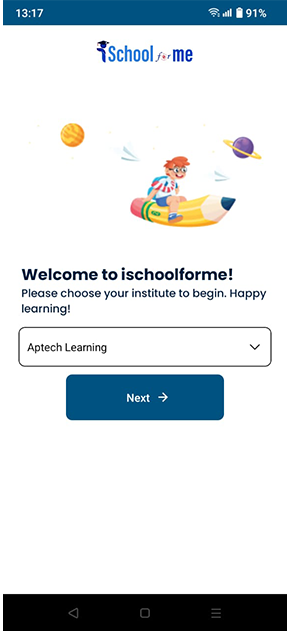 13:17
91%
iSchool for me
Welcome to ischoolforme!
Please choose your institute to begin. Happy
learning!
Aptech Learning
Next